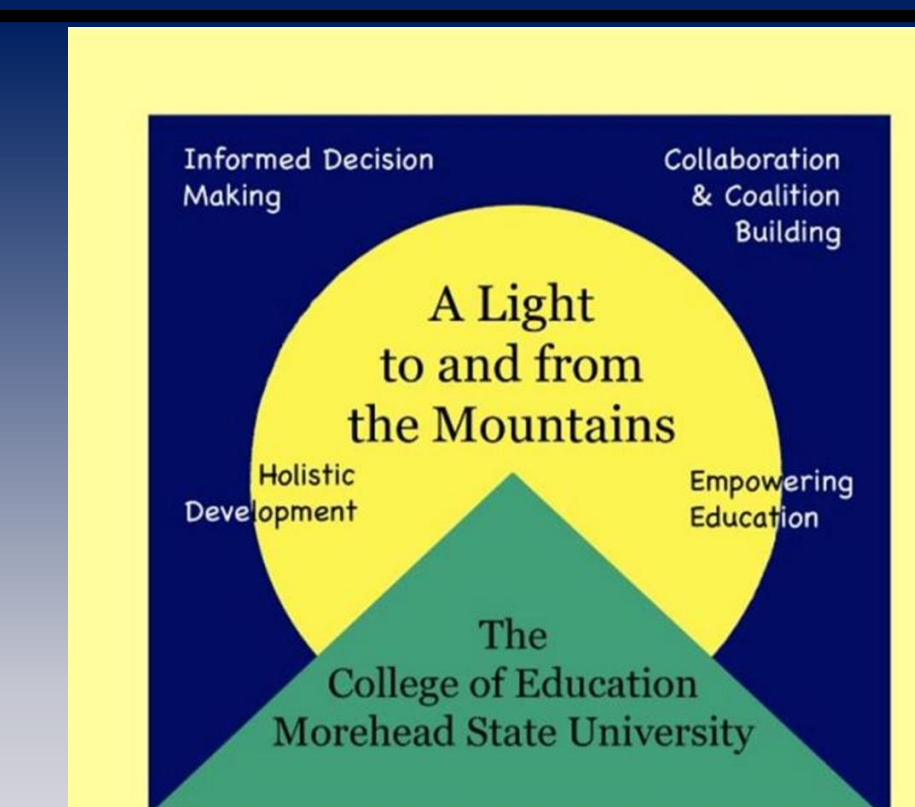 Informed Decision
Making
Collaboration
& Coalition
Building
A Light
to and from
the Mountains
Holistic
Development
Empowering
Education
The
College of Education
Morehead State University